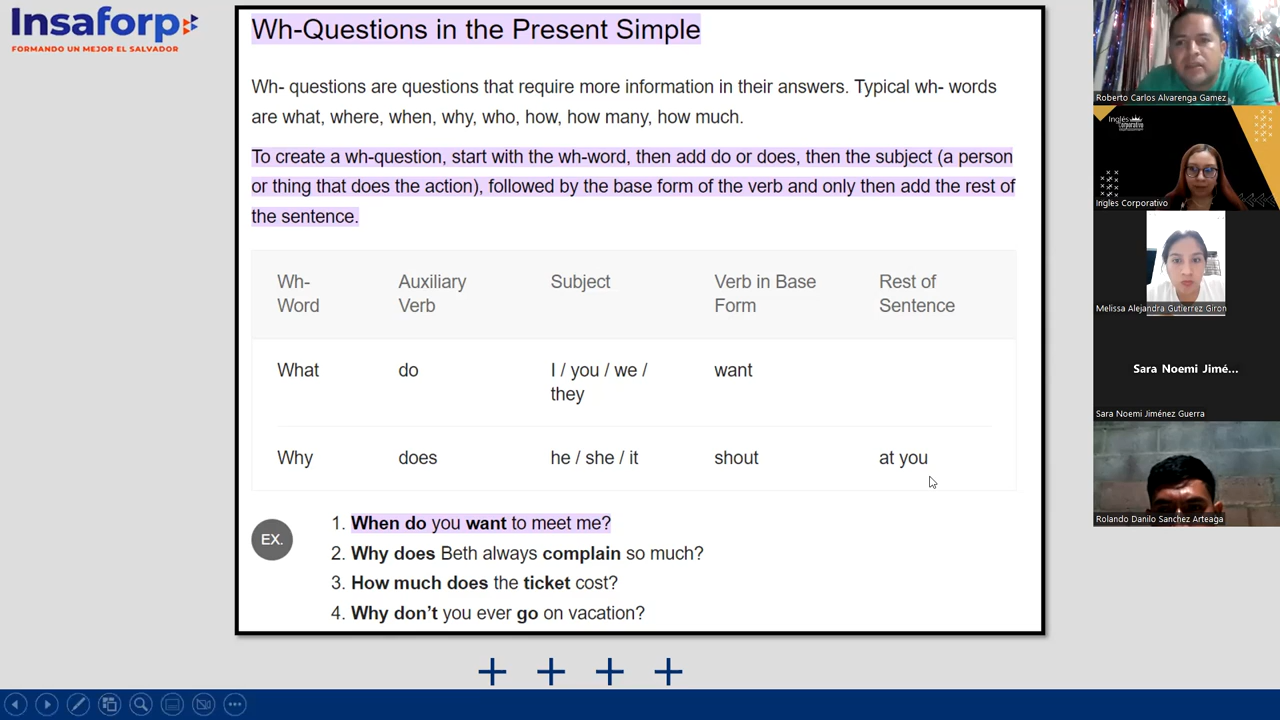 Insaforp
FORMANDO UN MEJOR EL SALVADOR
Wh-Questions in the Present Simple
Wh- questions are questions that require more information in their answers. Typical wh- words
are what, where, when, why, who, how, how many, how much.
To create a wh-question, start with the wh-word, then add do or does, then the subject (a person
or thing that does the action), followed by the base form of the verb and only then add the rest of
the sentence.
Wh-
Word
Auxiliary
Verb
Subject
Verb in Base
Form
Rest of
Sentence
What
do
I / you / we /
they
want
Why
does
he / she / it
shout
at you
EX.
1. When do you want to meet me?
2. Why does Beth always complain so much?
3. How much does the ticket cost?
4. Why don't you ever go on vacation?
Roberto Carlos Alvarenga Gamez
Inglés
Corporativo
Ingles Corporativo
Melissa Alejandra Gutierrez Giron
Sara Noemi Jimé...
Sara Noemi Jiménez Guerra
Rolando Danilo Sanchez Arteaga